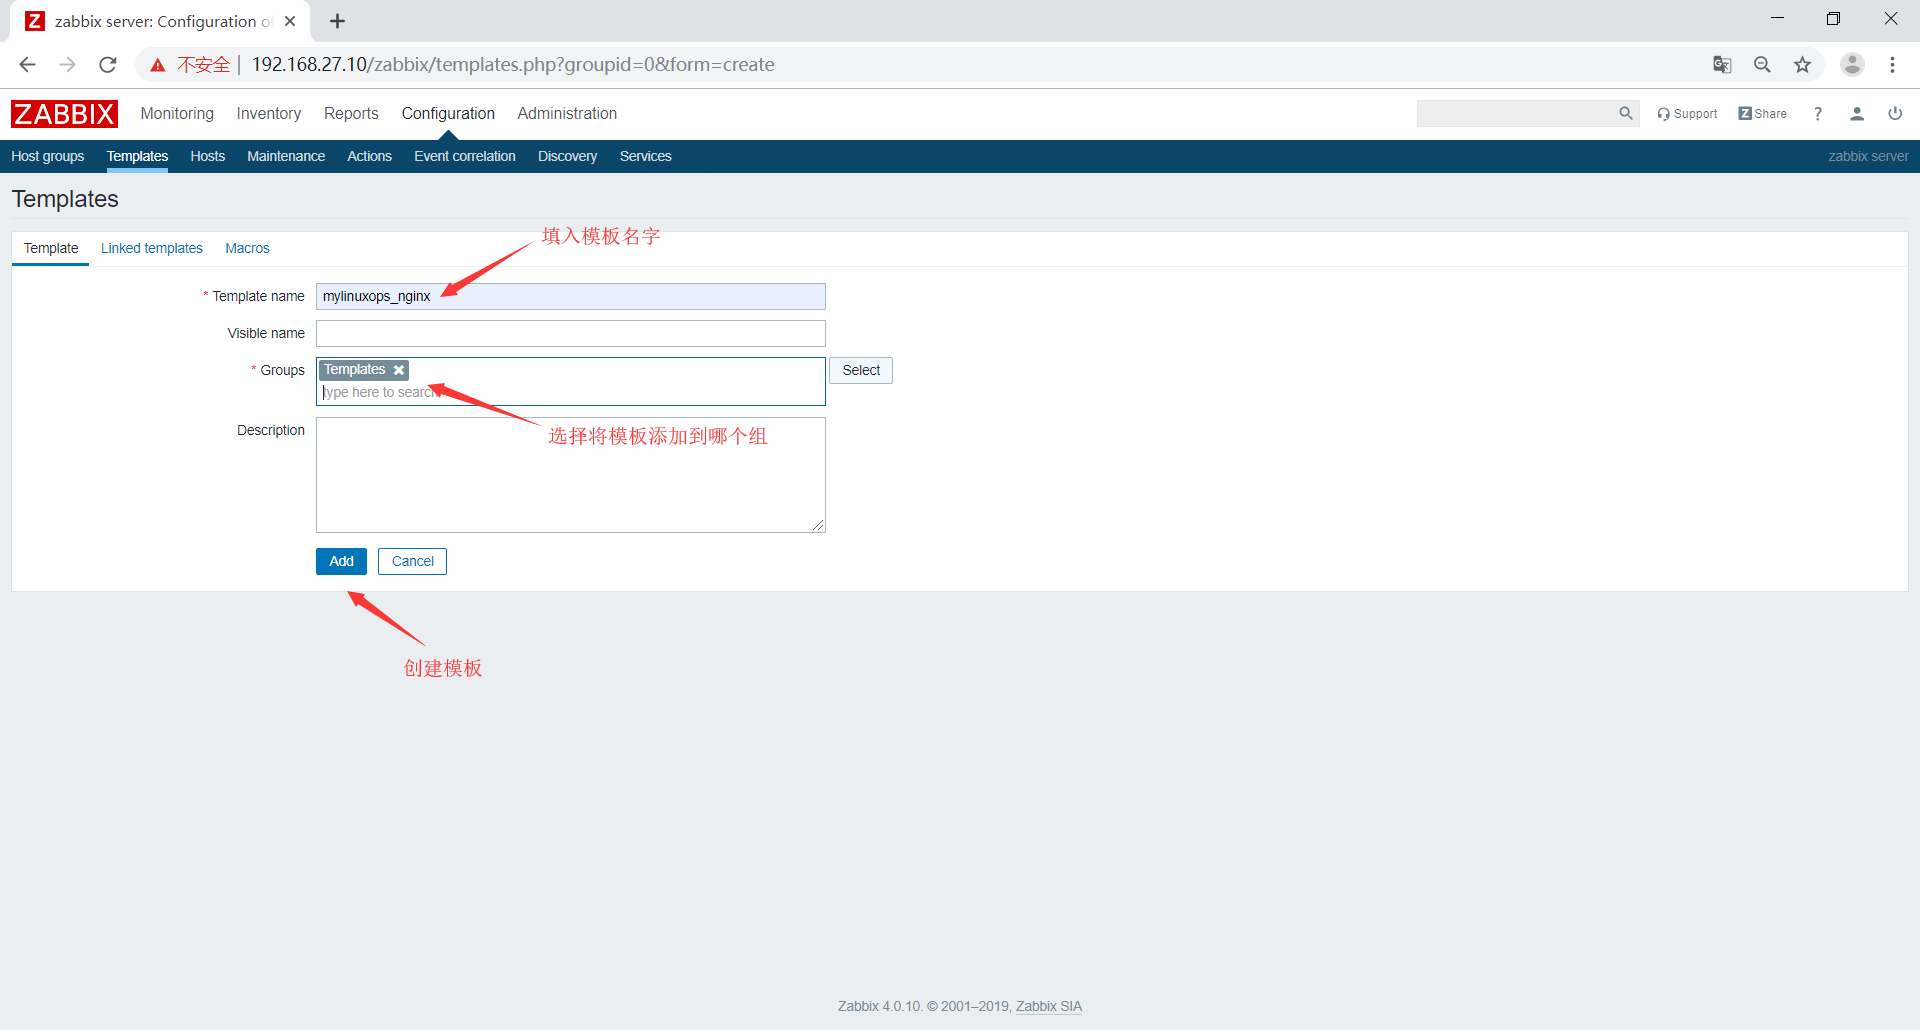 zabbix server: Configuration o
不安全 | 192.168.27.10/zabbix/templates.php?groupid=0&form=create
ZABBIX Monitoring Inventory Reports Configuration Administration Support Z Share ?
Host groups Templates Hosts Maintenance Actions Event correlation Discovery Services zabbix server
Templates
填入模板名字
Template Linked templates Macros
* Template name mylinuxops_nginx
Visible name
* Groups Templates Select
type here to search
Description
选择将模板添加到哪个组
Add Cancel
创建模板
Zabbix 4.0.10. © 2001–2019, Zabbix SIA